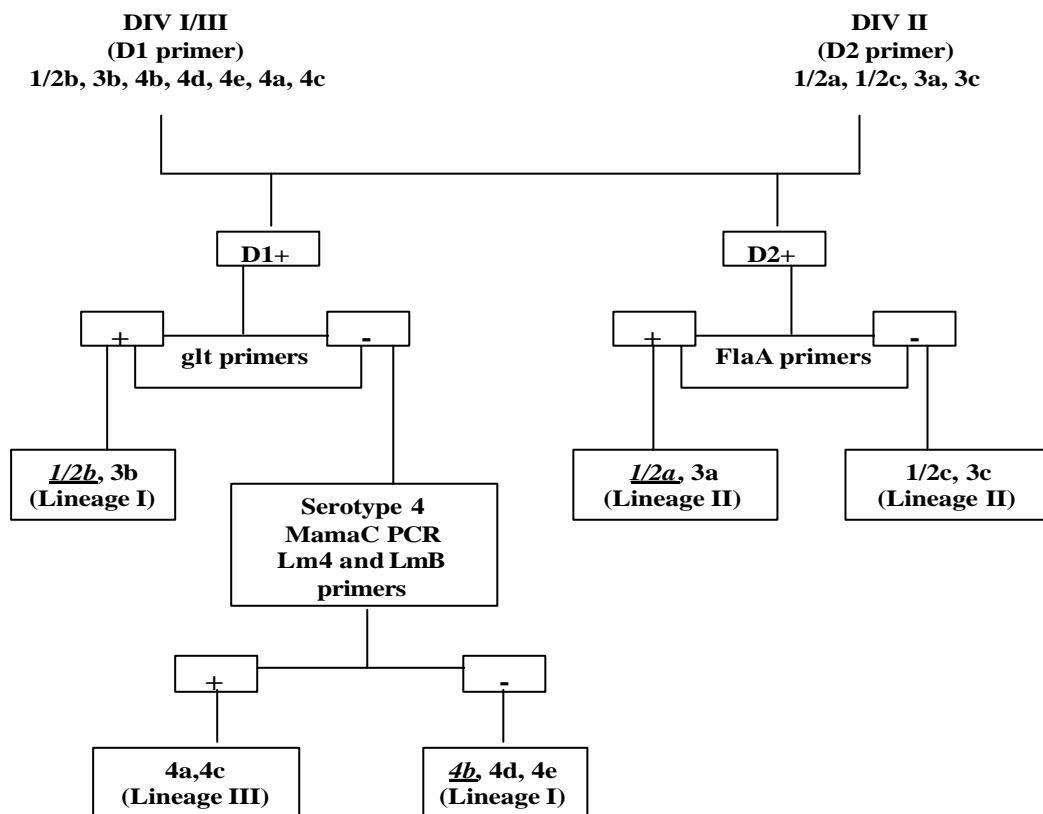 DIV I/III
(D1 primer)
1/2b, 3b, 4b, 4d, 4e, 4a, 4c
DIV II
(D2 primer)
1/2a, 1/2c, 3a, 3c
D1+
D2+
+
-
glt primers
+
-
FlaA primers
1/2b, 3b
(Lineage I)
Serotype 4
MamaC PCR
Lm4 and LmB
primers
1/2a, 3a
(Lineage II)
1/2c, 3c
(Lineage II)
+
-
4a,4c
(Lineage III)
4b, 4d, 4e
(Lineage I)